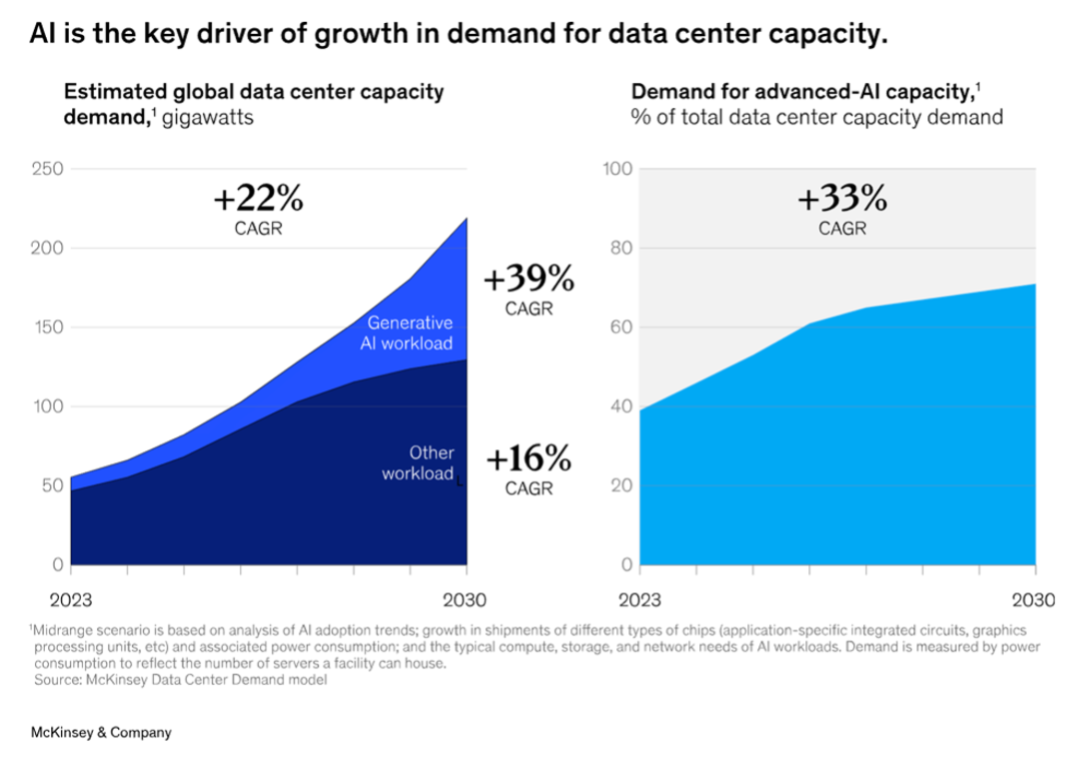 AI is the key driver of growth in demand for data center capacity.
Estimated global data center capacity
demand,¹ gigawatts
250
200
150
100
50
0
+22%
CAGR
Generative
AI workload
Other
workload
2023
2030
+39%
CAGR
+16%
CAGR
Demand for advanced-AI capacity,¹
% of total data center capacity demand
100
80
60
40
20
0
+33%
CAGR
2023
2030
¹Midrange scenario is based on analysis of AI adoption trends; growth in shipments of different types of chips (application-specific integrated circuits, graphics
processing units, etc) and associated power consumption; and the typical compute, storage, and network needs of AI workloads. Demand is measured by power
consumption to reflect the number of servers a facility can house.
Source: McKinsey Data Center Demand model
McKinsey & Company